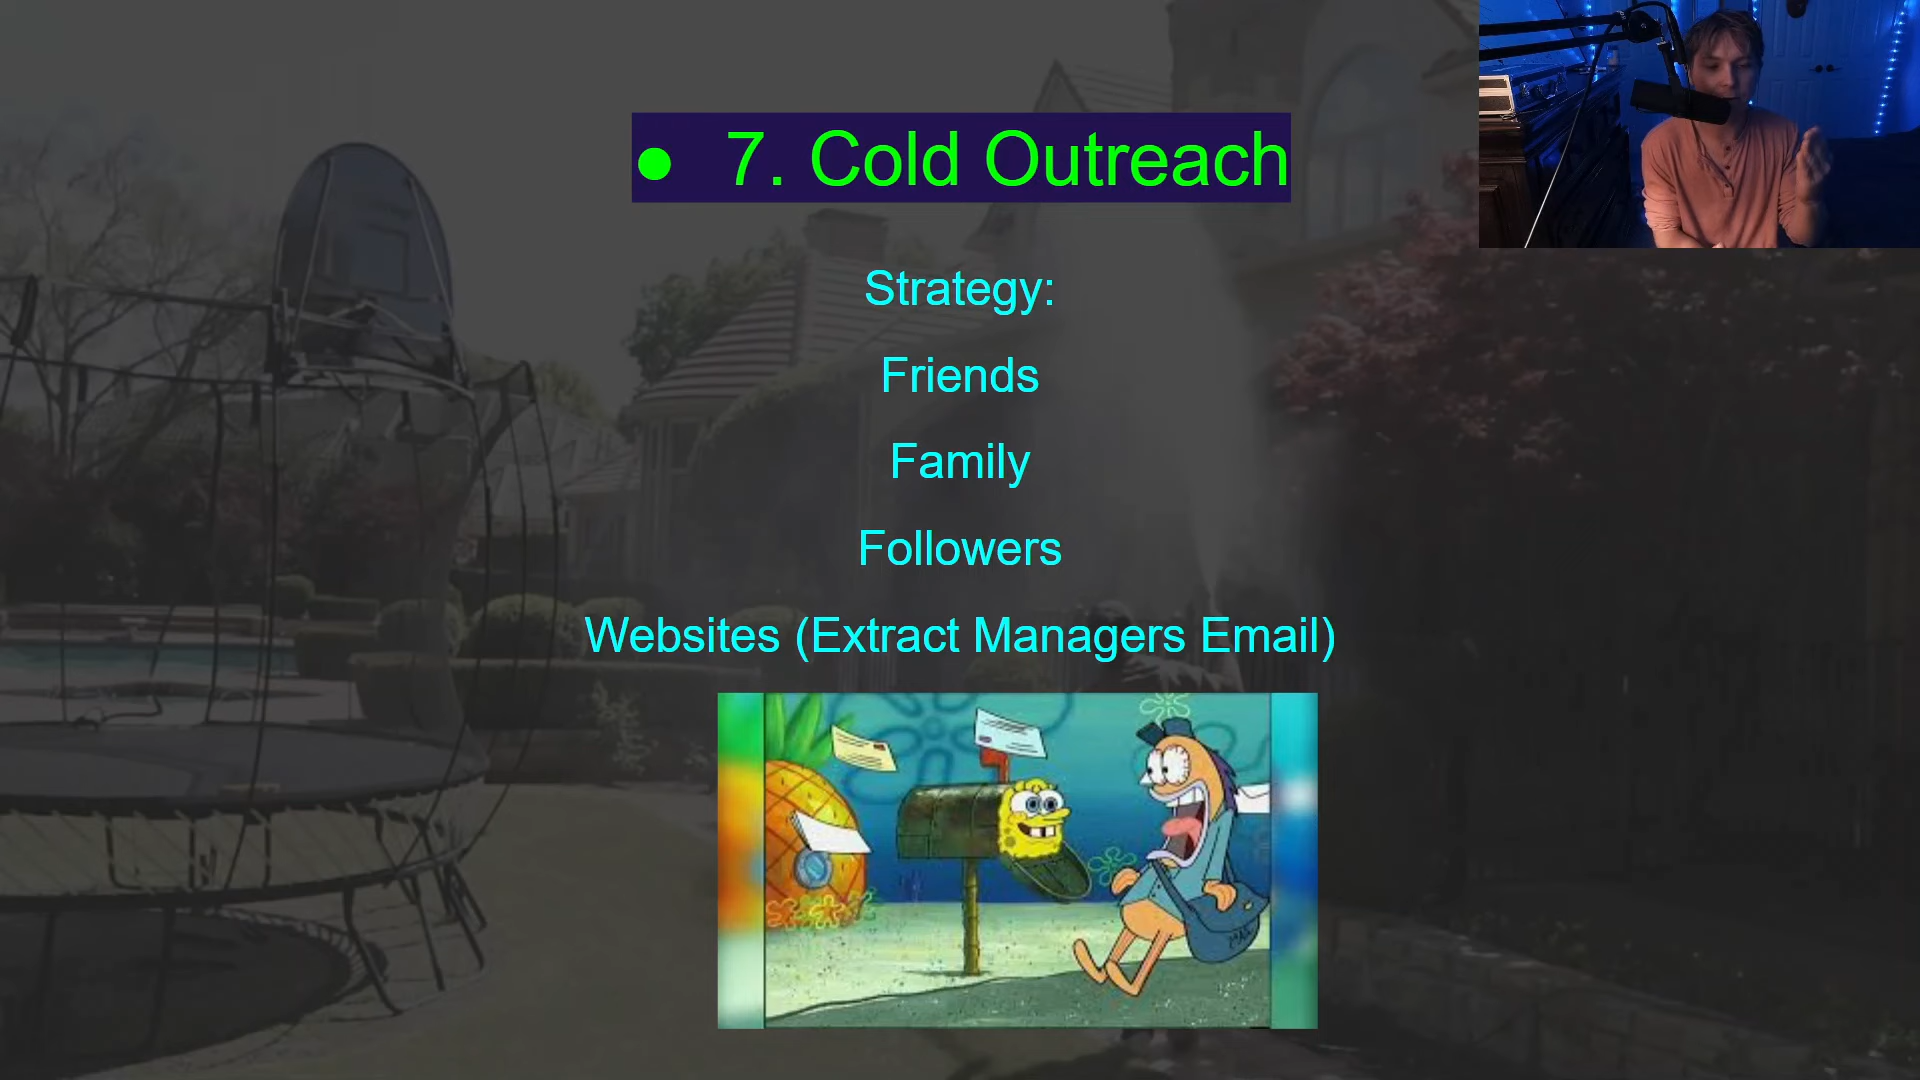 ● 7. Cold Outreach
Strategy:
Friends
Family
Followers
Websites (Extract Managers Email)